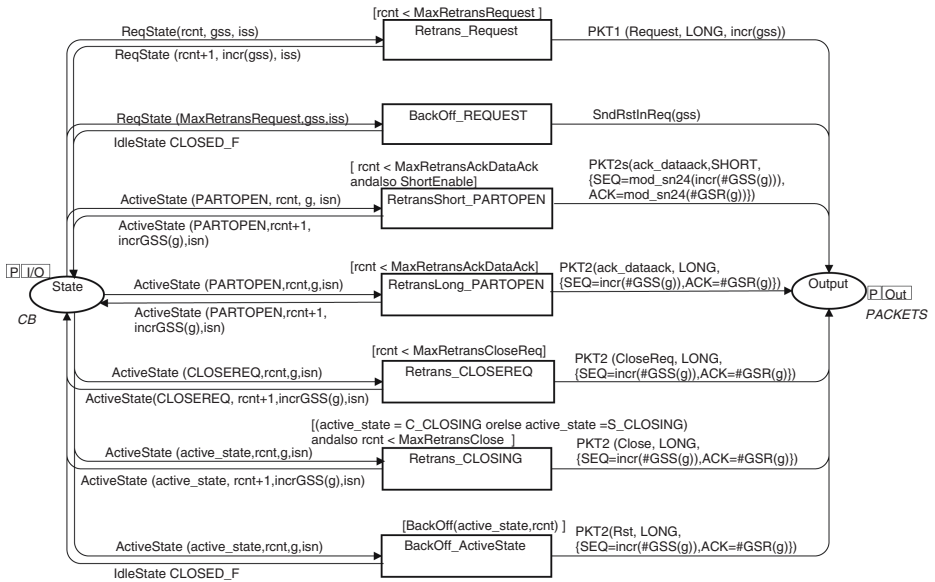 [rcnt < MaxRetransRequest ]
ReqState(rcnt, gss, iss)
Retrans_Request
PKT1 (Request, LONG, incr(gss))
ReqState (rcnt+1, incr(gss), iss)
ReqState (MaxRetransRequest,gss,iss)
BackOff_REQUEST
SndRstInReq(gss)
IdleState CLOSED_F
[ rcnt < MaxRetransAckDataAck
andalso ShortEnable]
PKT2s(ack_dataack,SHORT,
{SEQ=mod_sn24(incr(#GSS(g))),
ACK=mod_sn24(#GSR(g))})
ActiveState (PARTOPEN, rcnt, g, isn)
RetransShort_PARTOPEN
ActiveState (PARTOPEN,rcnt+1,
incrGSS(g),isn)
[rcnt < MaxRetransAckDataAck]
P I/O
State
CB
ActiveState (PARTOPEN,rcnt,g,isn)
RetransLong_PARTOPEN
PKT2(ack_dataack, LONG,
{SEQ=incr(#GSS(g)),ACK=#GSR(g)})
Output
P Out
PACKETS
ActiveState (PARTOPEN,rcnt+1,
incrGSS(g),isn)
[rcnt < MaxRetransCloseReq]
ActiveState (CLOSEREQ,rcnt,g,isn)
Retrans_CLOSEREQ
PKT2 (CloseReq, LONG,
{SEQ=incr(#GSS(g)),ACK=#GSR(g)})
ActiveState(CLOSEREQ, rcnt+1,incrGSS(g),isn)
[(active_state = C_CLOSING orelse active_state =S_CLOSING)
andalso rcnt < MaxRetransClose ]
ActiveState (active_state,rcnt,g,isn)
Retrans_CLOSING
PKT2 (Close, LONG,
{SEQ=incr(#GSS(g)),ACK=#GSR(g)})
ActiveState (active_state, rcnt+1,incrGSS(g),isn)
[BackOff(active_state,rcnt) ]
ActiveState (active_state,rcnt,g,isn)
BackOff_ActiveState
PKT2(Rst, LONG,
{SEQ=incr(#GSS(g)),ACK=#GSR(g)})
IdleState CLOSED_F